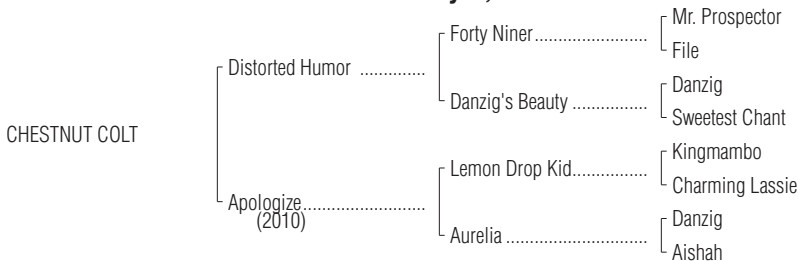 Mr. Prospector
Forty Niner......................
File
Distorted Humor ..............
Danzig
Danzig's Beauty ................
Sweetest Chant
CHESTNUT COLT
Kingmambo
Lemon Drop Kid................
Charming Lassie
Apologize..........................
(2010)
Danzig
Aurelia ..............................
Aishah